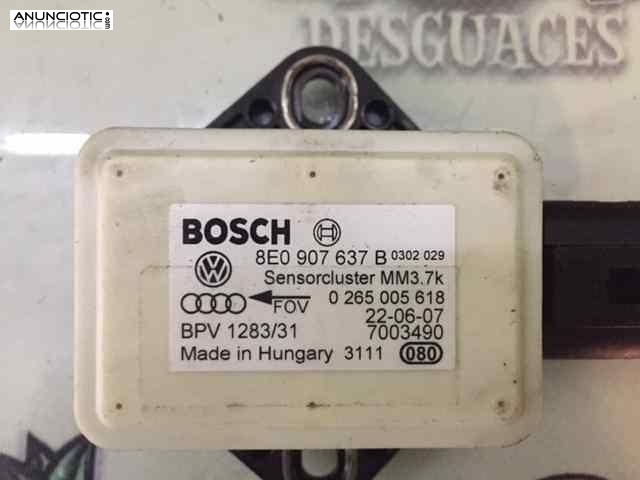 ANUNCIOTIC
.com
DESGUACES
BOSCH
8E0 907 637 B 0302 029
Sensorcluster MM3.7k
FOV 0 265 005 618
22-06-07
BPV 1283/31 7003490
Made in Hungary 3111 080